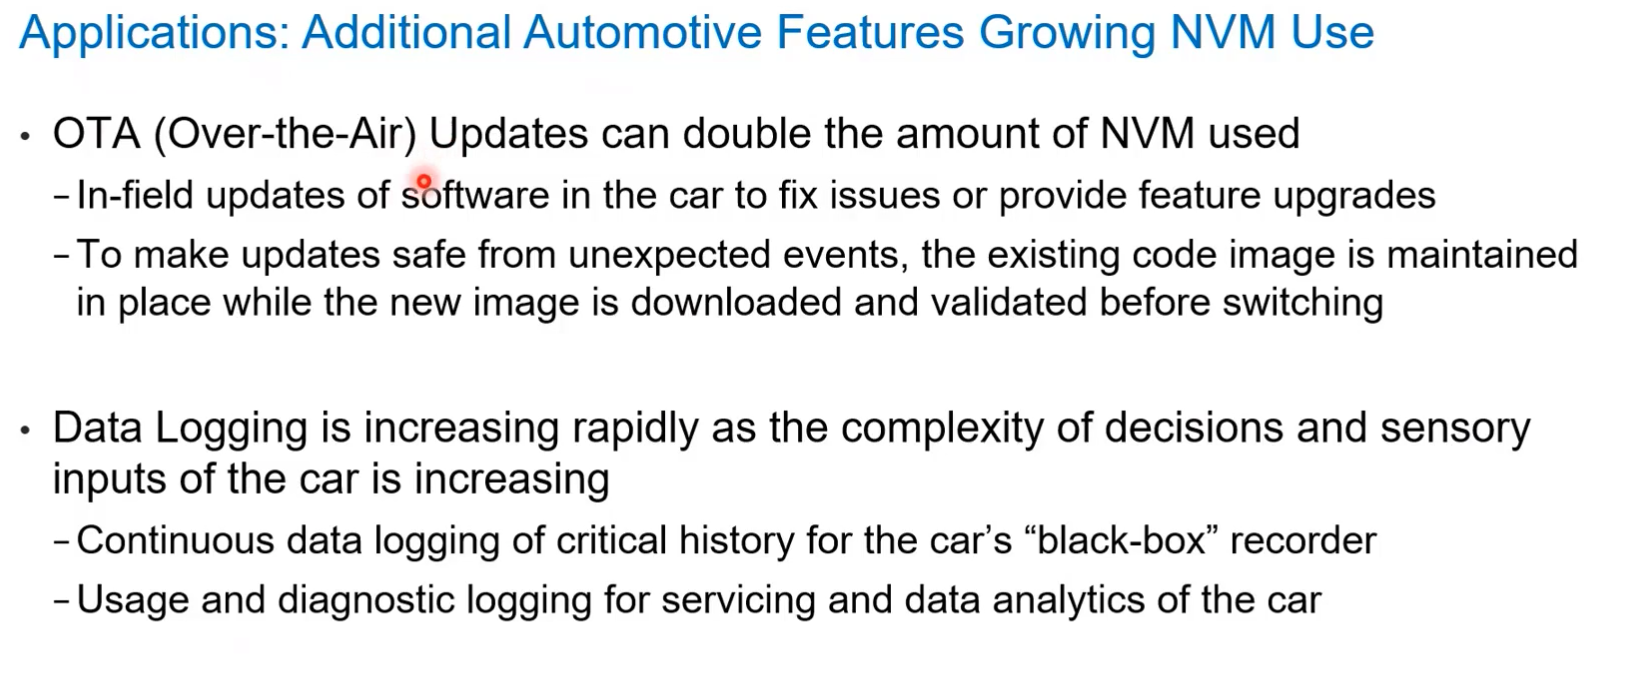 Applications: Additional Automotive Features Growing NVM Use
• OTA (Over-the-Air) Updates can double the amount of NVM used
– In-field updates of software in the car to fix issues or provide feature upgrades
– To make updates safe from unexpected events, the existing code image is maintained
in place while the new image is downloaded and validated before switching
• Data Logging is increasing rapidly as the complexity of decisions and sensory
inputs of the car is increasing
– Continuous data logging of critical history for the car’s “black-box” recorder
– Usage and diagnostic logging for servicing and data analytics of the car